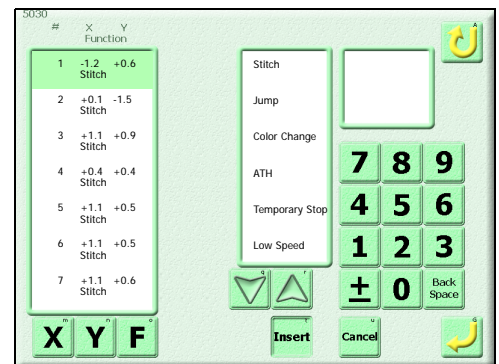 5030
# X Y
Function
1 -1.2 +0.6
Stitch
2 +0.1 -1.5
Stitch
3 +1.1 +0.9
Stitch
4 +0.4 +0.4
Stitch
5 +1.1 +0.5
Stitch
6 +1.1 +0.5
Stitch
7 +1.1 +0.6
Stitch
X m
Y n
F o
Stitch
Jump
Color Change
ATH
Temporary Stop
Low Speed
q
r
Insert t
A
7 8 9
4 5 6
1 2 3
± 0 Back
Space
Cancel u
G